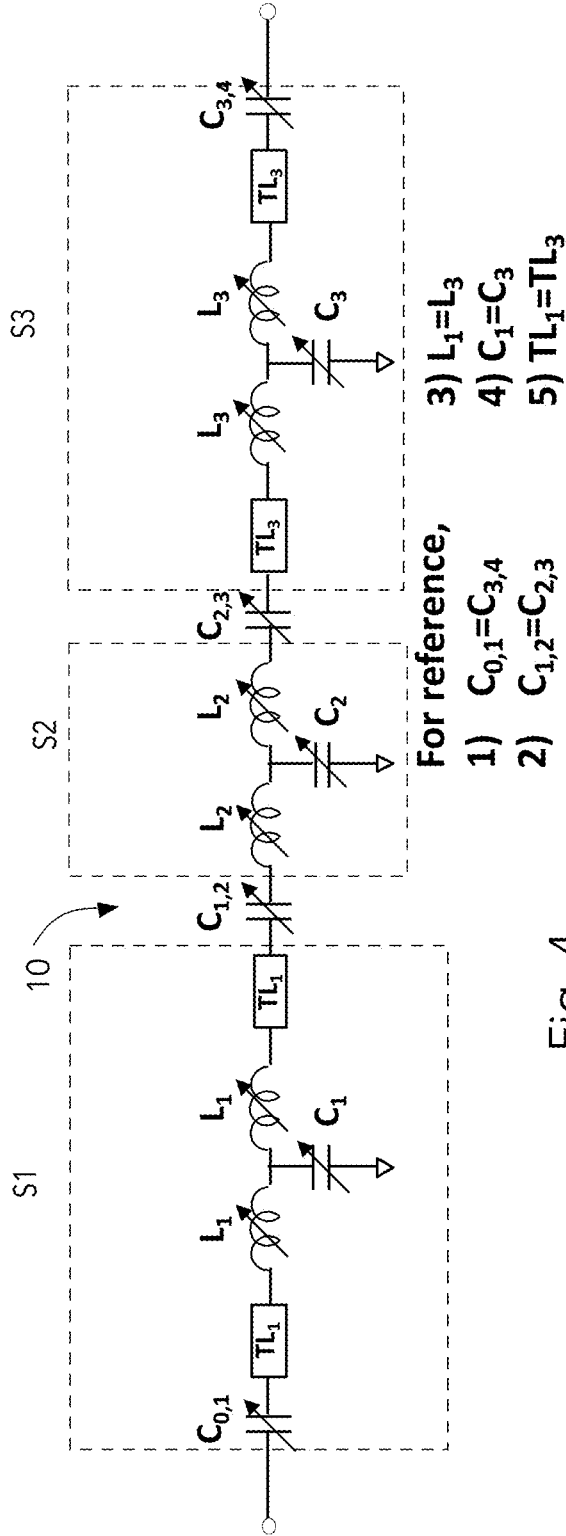 S1
S2
S3
10
C0,1
TL1
L1
L1
C1
TL1
C1,2
L2
L2
C2
C2,3
TL3
L3
L3
C3
TL3
C3,4
For reference,
1) C0,1=C3,4
2) C1,2=C2,3
3) L1=L3
4) C1=C3
5) TL1=TL3
Fig. 4